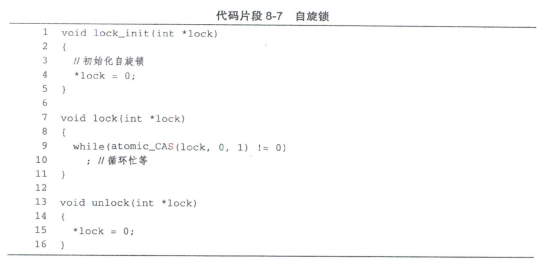 代码片段 8-7 自旋锁
1 void lock_init(int *lock)
2 {
3 // 初始化自旋锁
4 *lock = 0;
5 }
6
7 void lock(int *lock)
8 {
9 while(atomic_CAS(lock, 0, 1) != 0)
10 ; // 循环忙等
11 }
12
13 void unlock(int *lock)
14 {
15 *lock = 0;
16 }